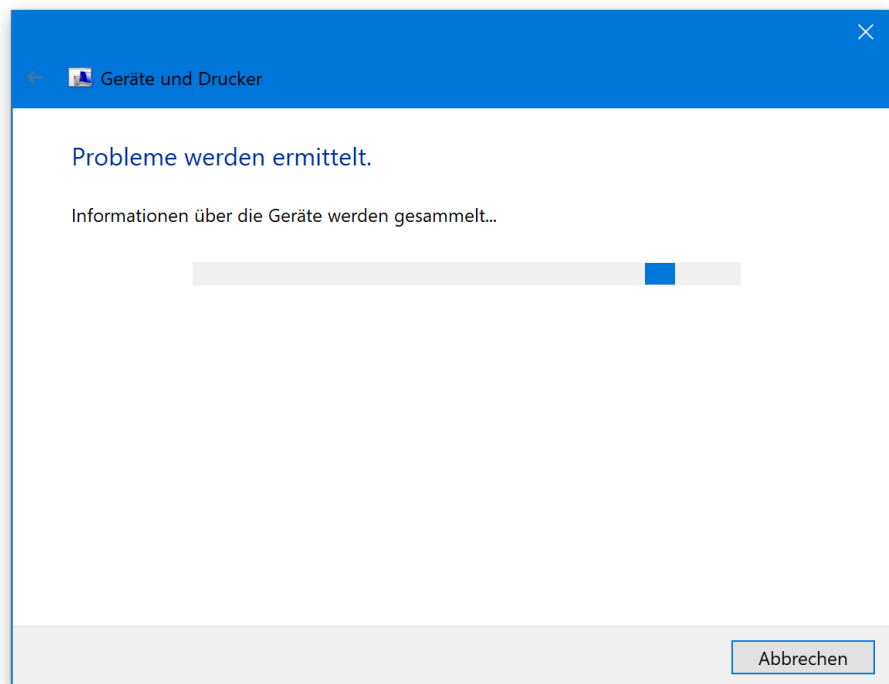 Geräte und Drucker
Probleme werden ermittelt.
Informationen über die Geräte werden gesammelt...
Abbrechen